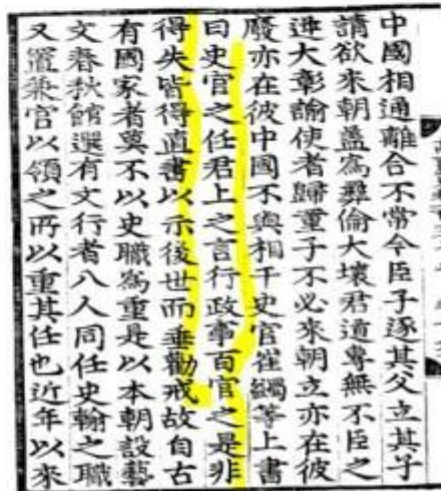 中國相通離合不常今臣子逐其父立其子
請欲來朝蓋爲彛倫大壞君道專無不臣之
迹大彰諭使者歸童子不必來朝立亦在彼
廢亦在彼中國不與相干史官崔蠲等上書
曰史官之任君上之言行政事百官之是非
得失皆得直書以示後世而垂勸戒故自古
有國家者莫不以史職爲重是以本朝設藝
文春秋館選有文行者八人同任史翰之職
又置兼官以領之所以重其任也近年以來